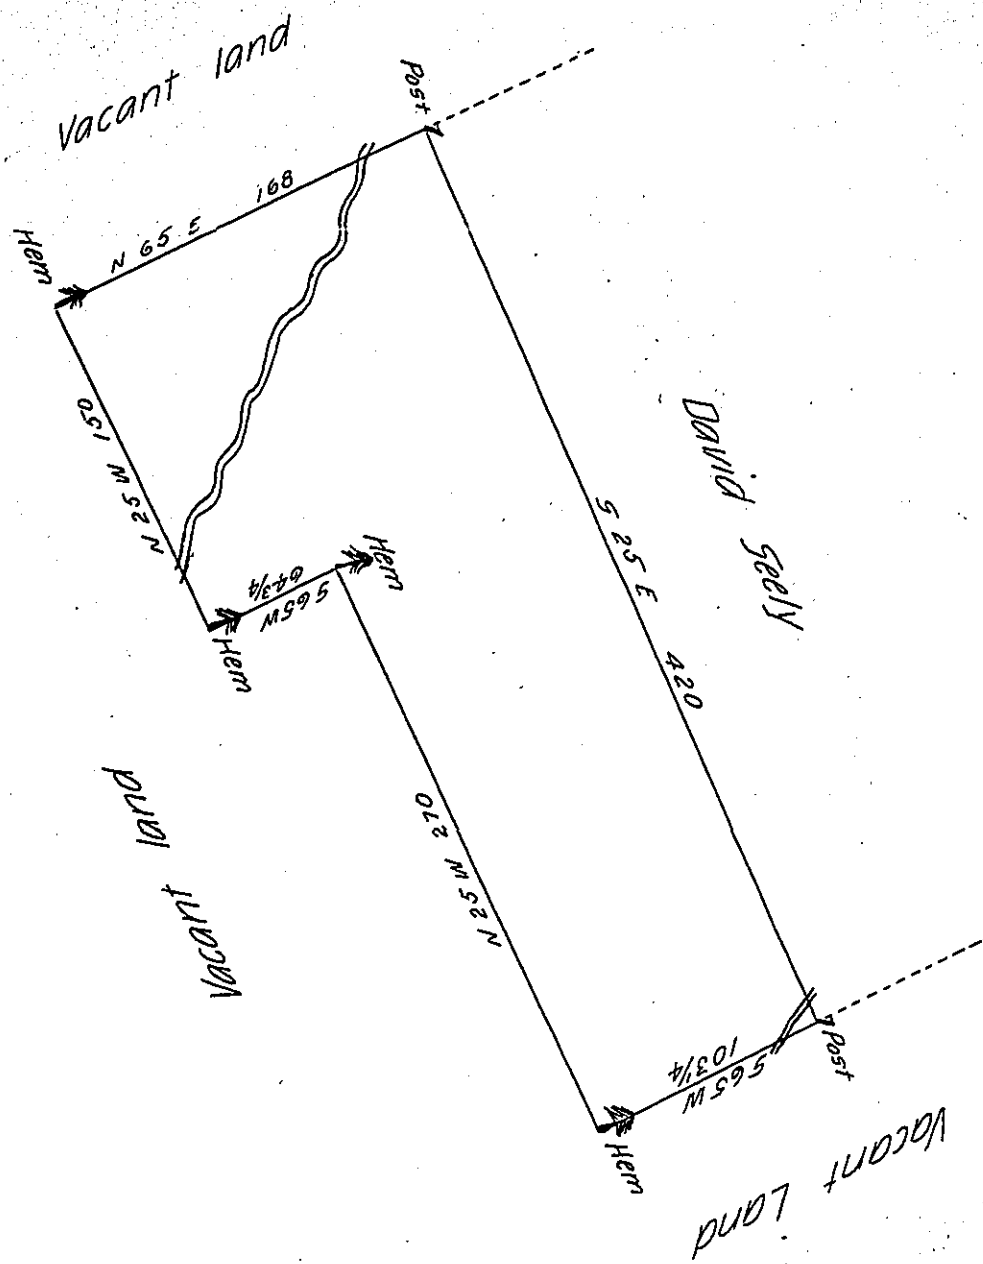 Vacant land
Post
N 65 E 168
Hem
N 25 W 150
David Seely
S 25 E 420
Hem
S 65 W
64 3/4
Hem
Vacant land
N 25 W 270
Post
S 65 W
103 1/4
Hem
Vacant Land